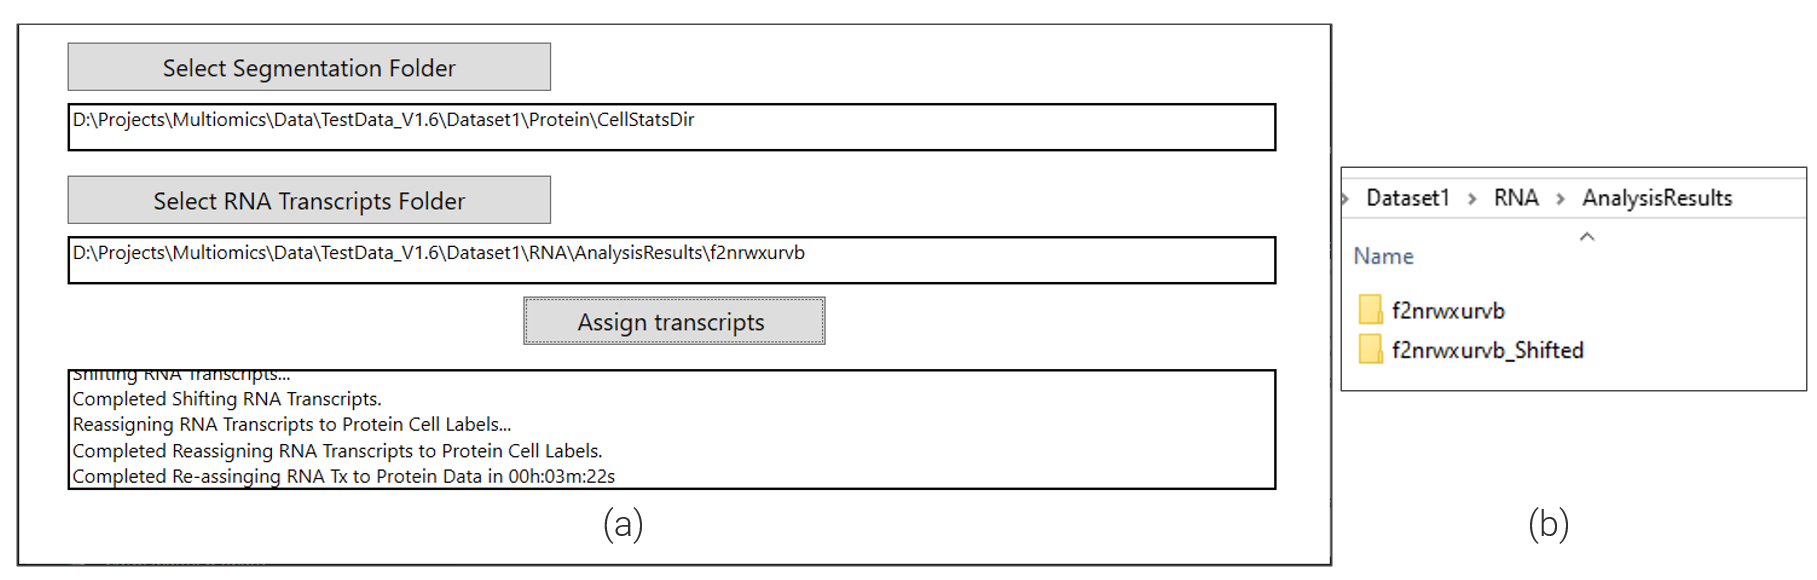 Select Segmentation Folder
D:\Projects\Multiomics\Data\TestData_V1.6\Dataset1\Protein\CellStatsDir
Select RNA Transcripts Folder
D:\Projects\Multiomics\Data\TestData_V1.6\Dataset1\RNA\AnalysisResults\f2nrwxurvb
Assign transcripts
Shifting RNA Transcripts...
Completed Shifting RNA Transcripts.
Reassigning RNA Transcripts to Protein Cell Labels...
Completed Reassigning RNA Transcripts to Protein Cell Labels.
Completed Re-assinging RNA Tx to Protein Data in 00h:03m:22s
(a)
Dataset1 > RNA > AnalysisResults
Name
f2nrwxurvb
f2nrwxurvb_Shifted
(b)